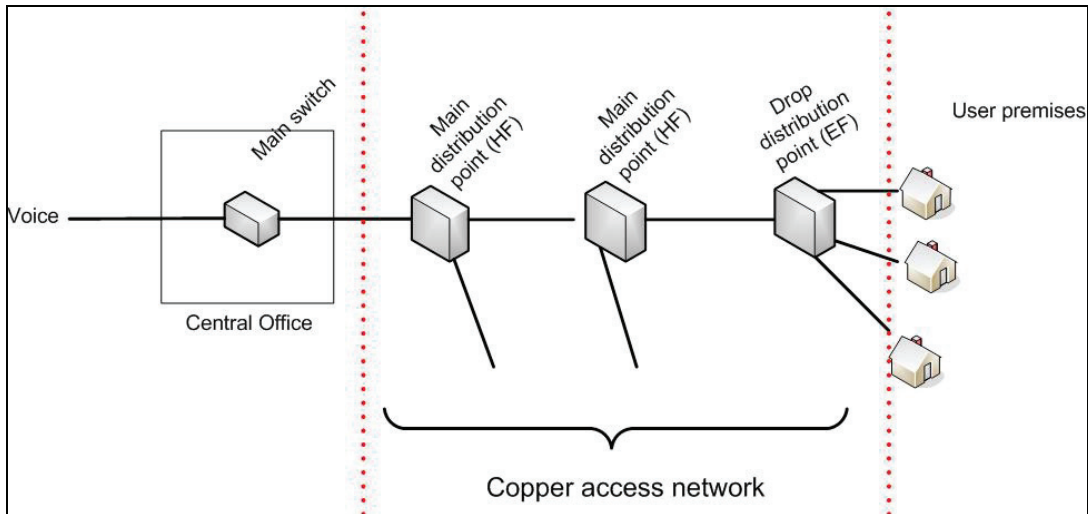 Voice
Main switch
Central Office
Main
distribution
point (HF)
Main
distribution
point (HF)
Drop
distribution
point (EF)
User premises
Copper access network